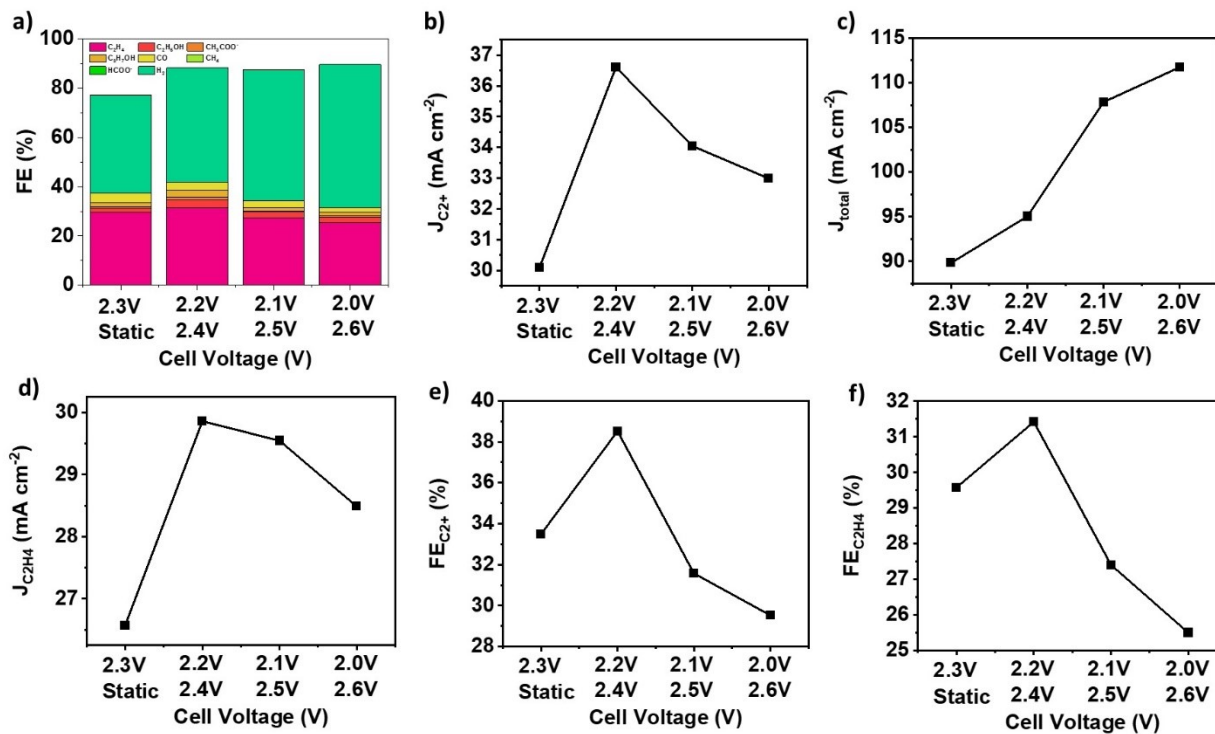 a)
100
80
60
40
20
0
FE (%)
C₂H₄ C₂H₅OH CH₃COO⁻
C₃H₇OH CO CH₄
HCOO⁻ H₂
2.3V 2.2V 2.1V 2.0V
Static 2.4V 2.5V 2.6V
Cell Voltage (V)
b)
37
36
35
34
33
32
31
30
J_C2+ (mA cm⁻²)
2.3V 2.2V 2.1V 2.0V
Static 2.4V 2.5V 2.6V
Cell Voltage (V)
c)
115
110
105
100
95
90
J_total (mA cm⁻²)
2.3V 2.2V 2.1V 2.0V
Static 2.4V 2.5V 2.6V
Cell Voltage (V)
d)
30
29
28
27
J_C2H4 (mA cm⁻²)
2.3V 2.2V 2.1V 2.0V
Static 2.4V 2.5V 2.6V
Cell Voltage (V)
e)
40
38
36
34
32
30
28
FE_C2+ (%)
2.3V 2.2V 2.1V 2.0V
Static 2.4V 2.5V 2.6V
Cell Voltage (V)
f)
32
31
30
29
28
27
26
25
FE_C2H4 (%)
2.3V 2.2V 2.1V 2.0V
Static 2.4V 2.5V 2.6V
Cell Voltage (V)